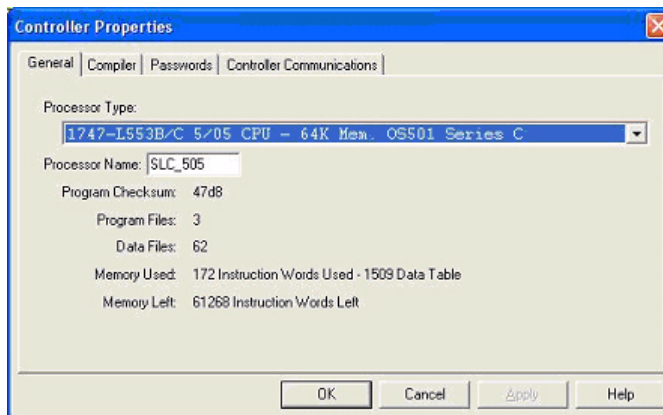 Controller Properties
General Compiler Passwords Controller Communications
Processor Type:
1747-L553B/C 5/05 CPU - 64K Mem. OS501 Series C
Processor Name: SLC_505
Program Checksum: 47d8
Program Files: 3
Data Files: 62
Memory Used: 172 Instruction Words Used - 1509 Data Table
Memory Left: 61268 Instruction Words Left
OK Cancel Apply Help